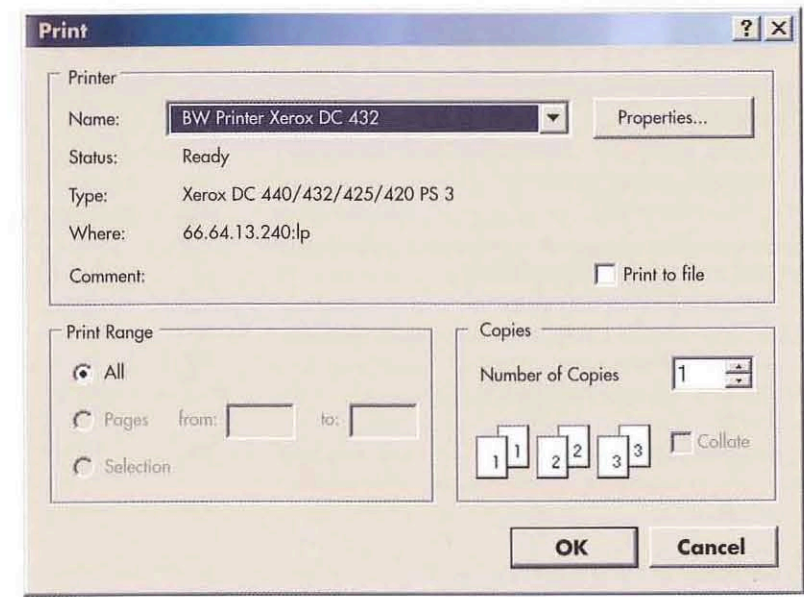 Print
Printer
Name: BW Printer Xerox DC 432 Properties...
Status: Ready
Type: Xerox DC 440/432/425/420 PS 3
Where: 66.64.13.240:lp
Comment: Print to file
Print Range
All
Pages from: to:
Selection
Copies
Number of Copies 1
1 1 2 2 3 3 Collate
OK Cancel